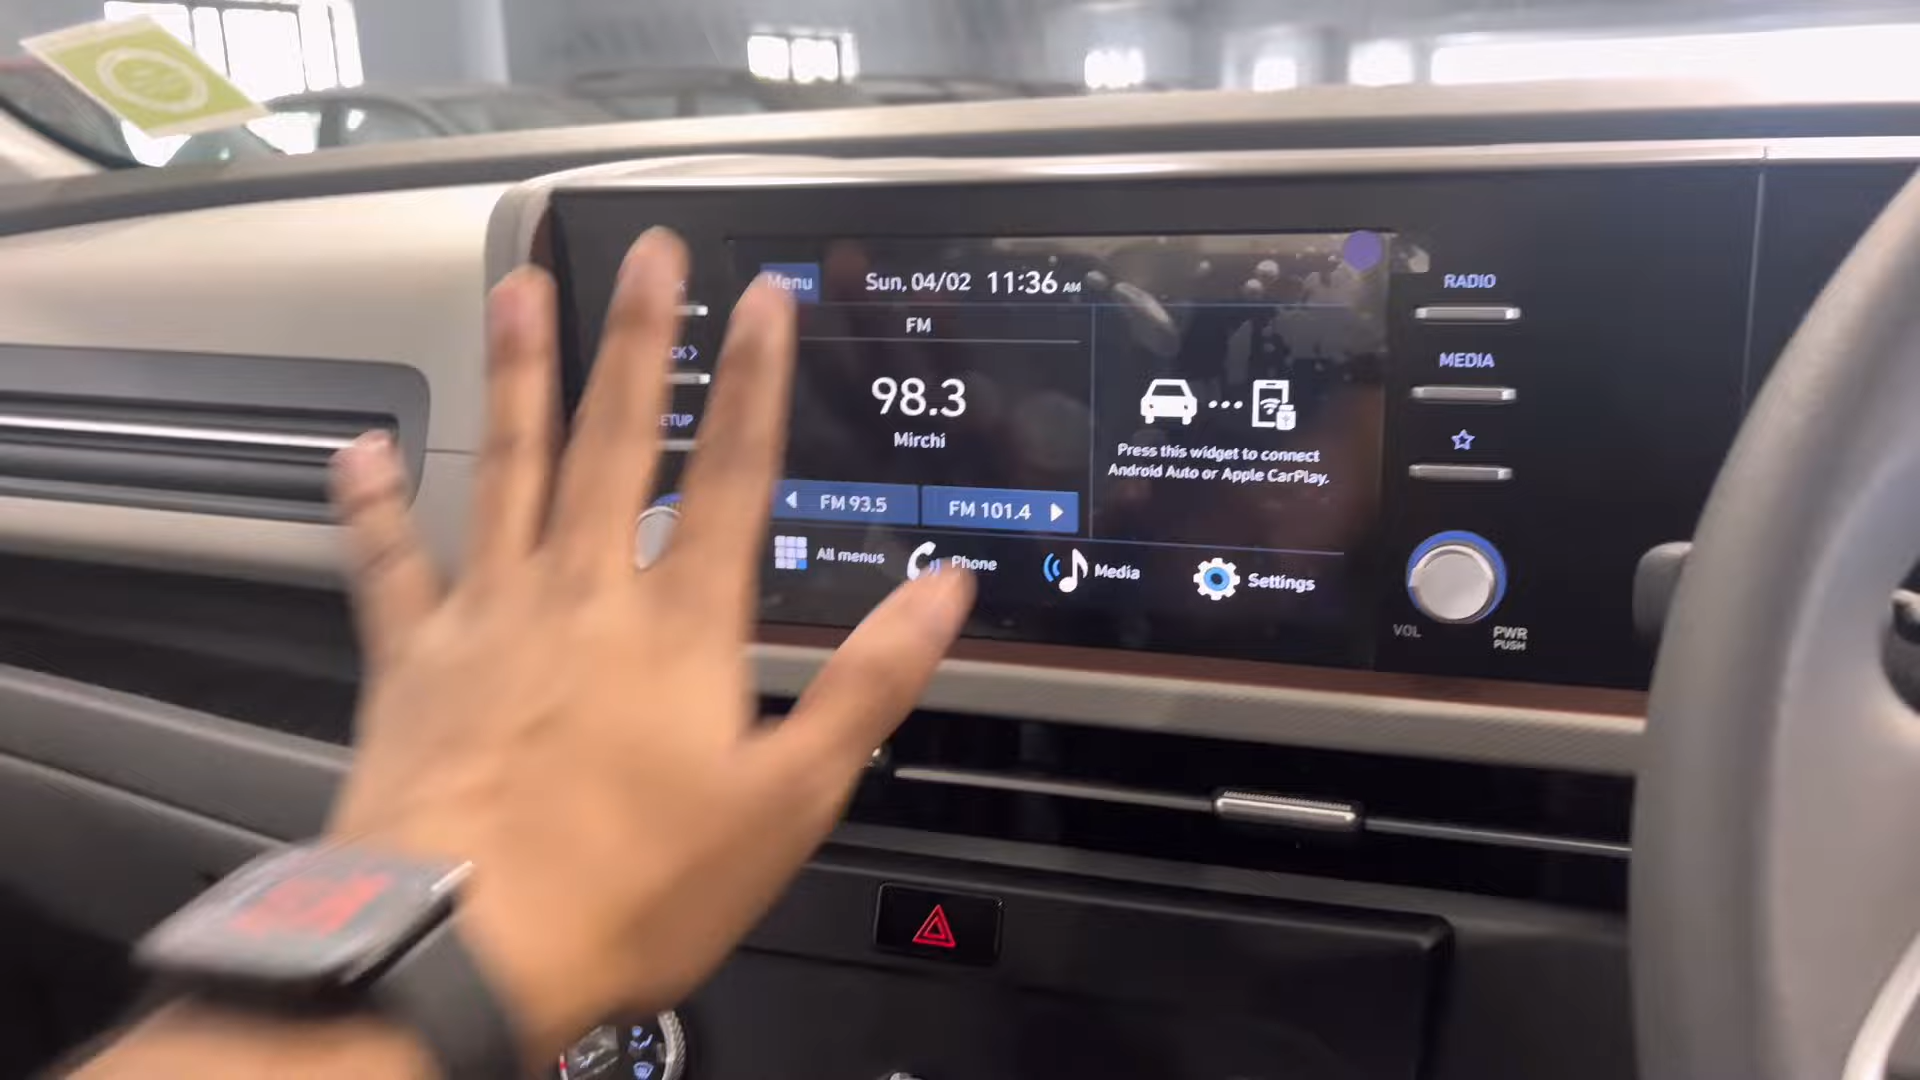 Menu
Sun, 04/02 11:36 AM
FM
98.3
Mirchi
FM 93.5
FM 101.4
Press this widget to connect
Android Auto or Apple CarPlay.
All menus
Phone
Media
Settings
RADIO
MEDIA
VOL
PWR
PUSH